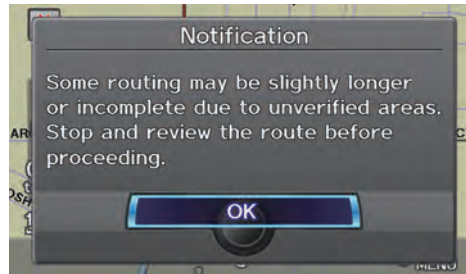 Notification
Some routing may be slightly longer
or incomplete due to unverified areas.
Stop and review the route before
proceeding.
OK
MENU